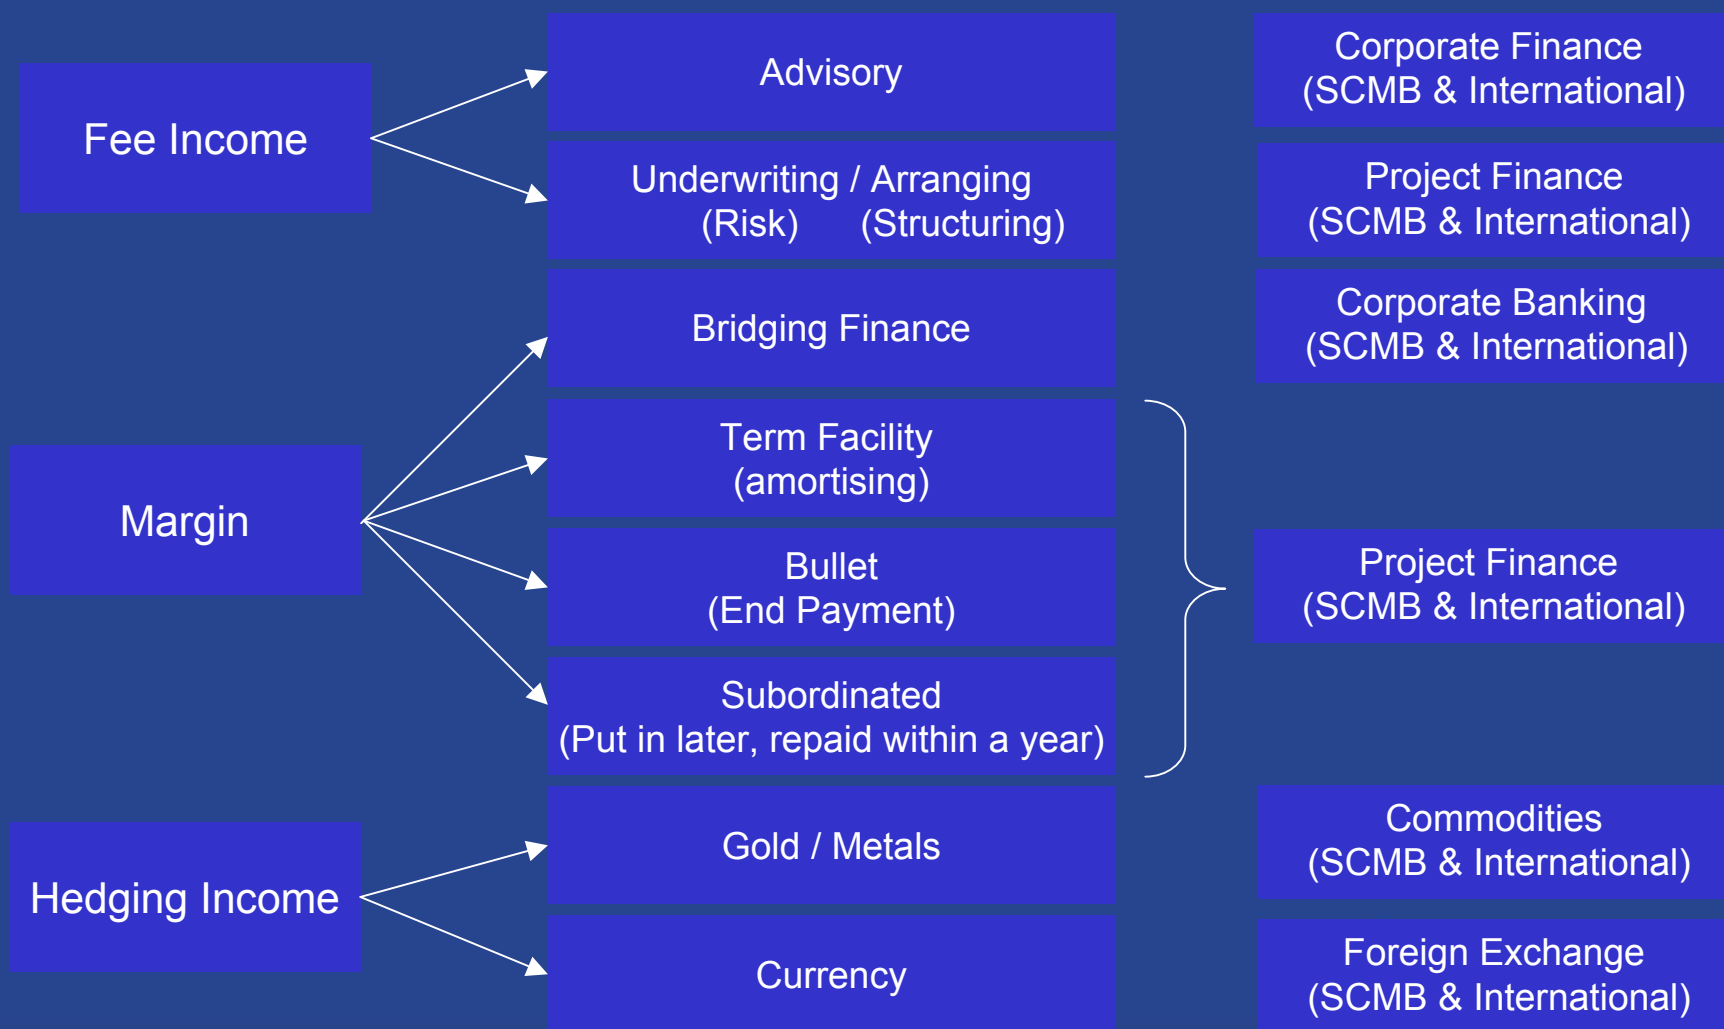 Fee Income
Advisory
Corporate Finance
(SCMB & International)
Underwriting / Arranging
(Risk) (Structuring)
Project Finance
(SCMB & International)
Margin
Bridging Finance
Corporate Banking
(SCMB & International)
Term Facility
(amortising)
Bullet
(End Payment)
Subordinated
(Put in later, repaid within a year)
Project Finance
(SCMB & International)
Hedging Income
Gold / Metals
Commodities
(SCMB & International)
Currency
Foreign Exchange
(SCMB & International)